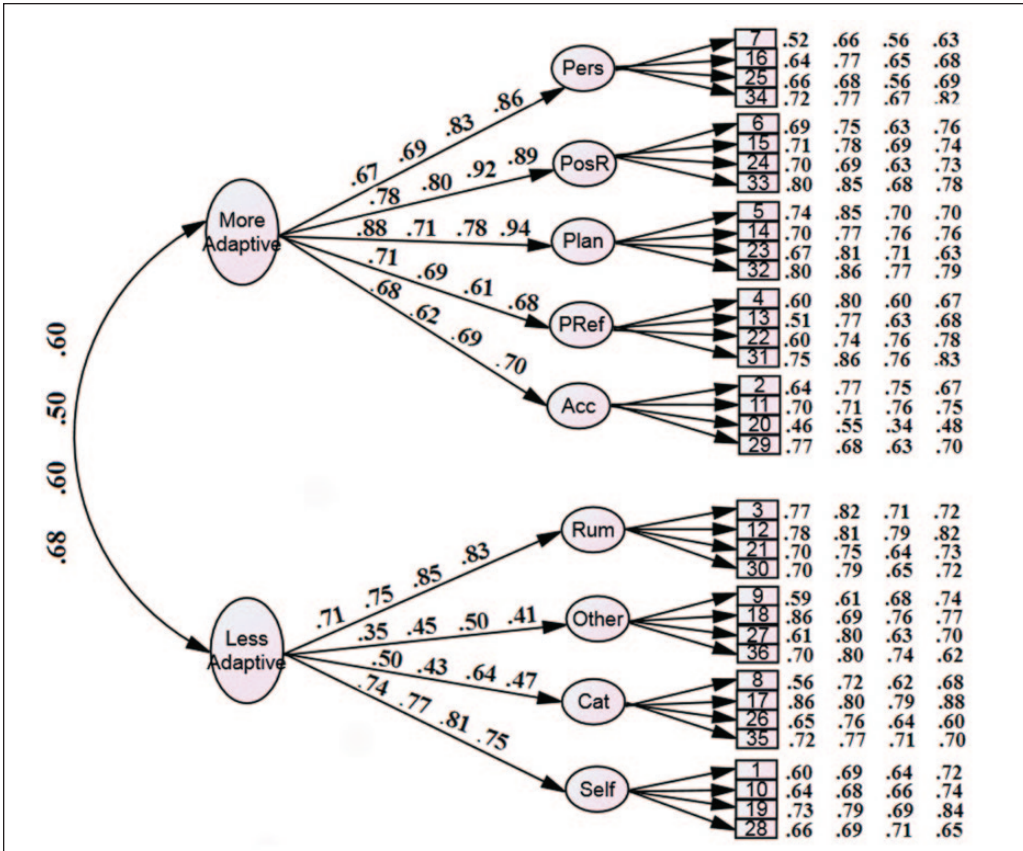 More
Adaptive
.67 .69 .83 .86
.78 .80 .92 .89
.88 .71 .78 .94
.71 .69 .61 .68
.68 .62 .69 .70
Pers
7 .52 .66 .56 .63
16 .64 .77 .65 .68
25 .66 .68 .56 .69
34 .72 .77 .67 .82
PosR
6 .69 .75 .63 .76
15 .71 .78 .69 .74
24 .70 .69 .63 .73
33 .80 .85 .68 .78
Plan
5 .74 .85 .70 .70
14 .70 .77 .76 .76
23 .67 .81 .71 .63
32 .80 .86 .77 .79
PRef
4 .60 .80 .60 .67
13 .51 .77 .63 .68
22 .60 .74 .76 .78
31 .75 .86 .76 .83
Acc
2 .64 .77 .75 .67
11 .70 .71 .76 .75
20 .46 .55 .34 .48
29 .77 .68 .63 .70
.68 .60 .50 .60
Less
Adaptive
.71 .75 .85 .83
.35 .45 .50 .41
.50 .43 .64 .47
.74 .77 .81 .75
Rum
3 .77 .82 .71 .72
12 .78 .81 .79 .82
21 .70 .75 .64 .73
30 .70 .79 .65 .72
Other
9 .59 .61 .68 .74
18 .86 .69 .76 .77
27 .61 .80 .63 .70
36 .70 .80 .74 .62
Cat
8 .56 .72 .62 .68
17 .86 .80 .79 .88
26 .65 .76 .64 .60
35 .72 .77 .71 .70
Self
1 .60 .69 .64 .72
10 .64 .68 .66 .74
19 .73 .79 .69 .84
28 .66 .69 .71 .65